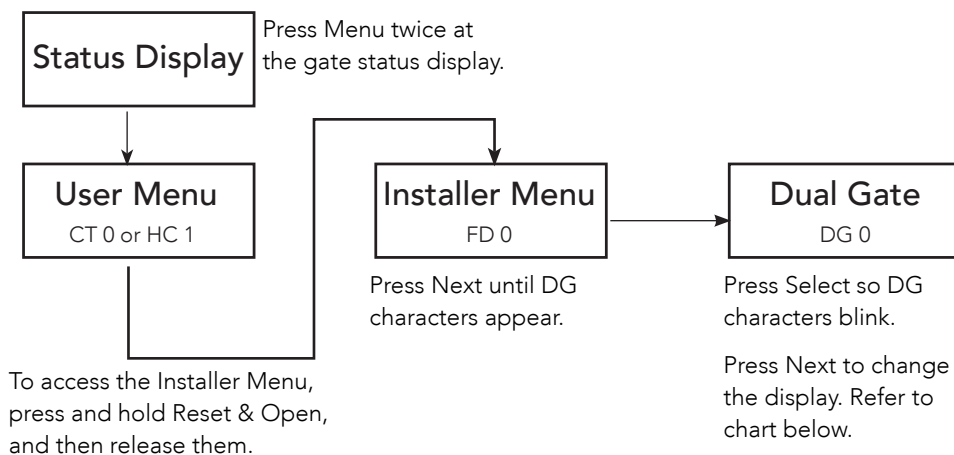 Status Display
Press Menu twice at
the gate status display.
User Menu
CT 0 or HC 1
To access the Installer Menu,
press and hold Reset & Open,
and then release them.
Installer Menu
FD 0
Press Next until DG
characters appear.
Dual Gate
DG 0
Press Select so DG
characters blink.
Press Next to change
the display. Refer to
chart below.